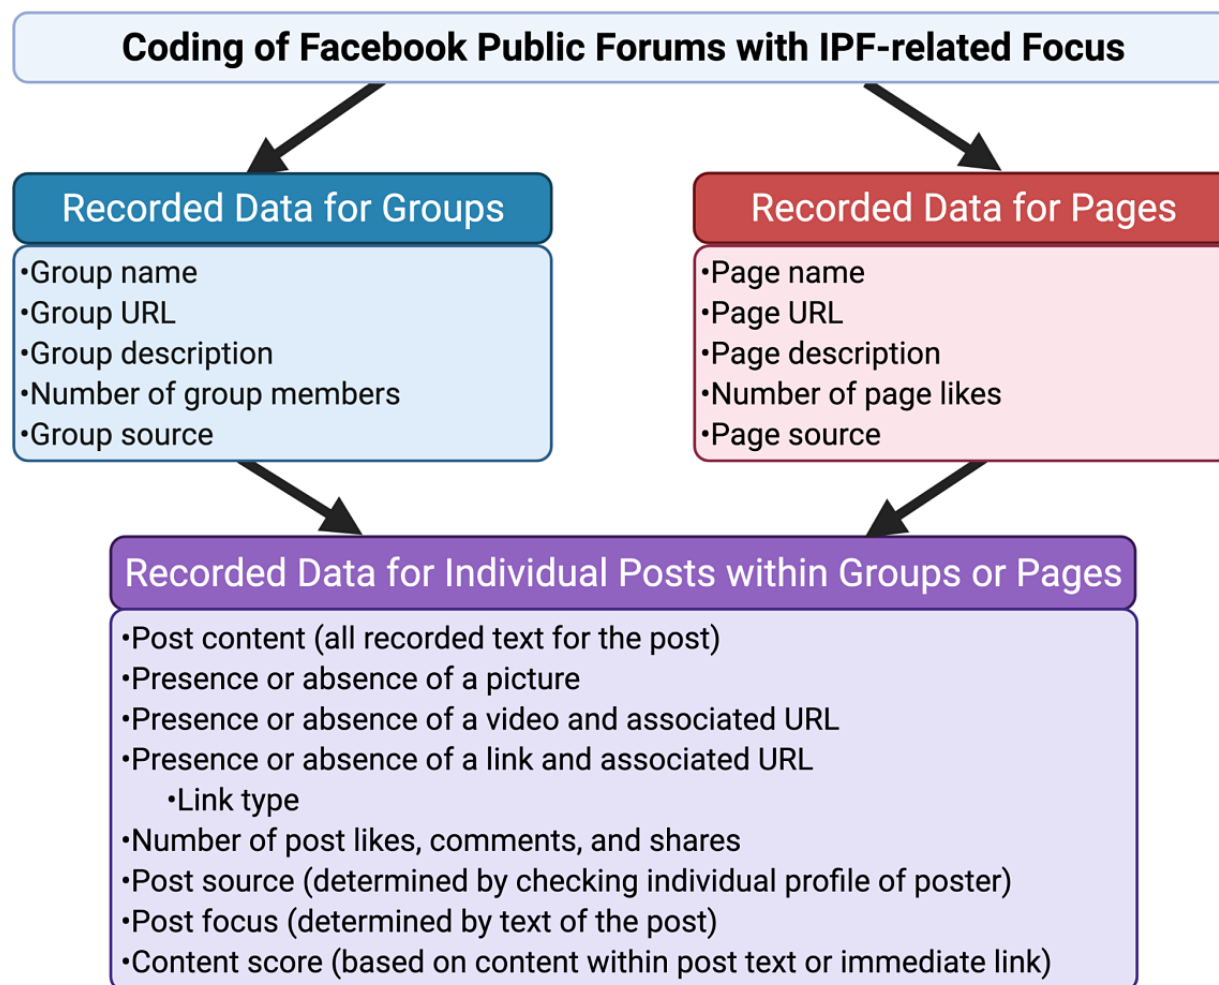 Coding of Facebook Public Forums with IPF-related Focus
Recorded Data for Groups
•Group name
•Group URL
•Group description
•Number of group members
•Group source
Recorded Data for Pages
•Page name
•Page URL
•Page description
•Number of page likes
•Page source
Recorded Data for Individual Posts within Groups or Pages
•Post content (all recorded text for the post)
•Presence or absence of a picture
•Presence or absence of a video and associated URL
•Presence or absence of a link and associated URL
•Link type
•Number of post likes, comments, and shares
•Post source (determined by checking individual profile of poster)
•Post focus (determined by text of the post)
•Content score (based on content within post text or immediate link)